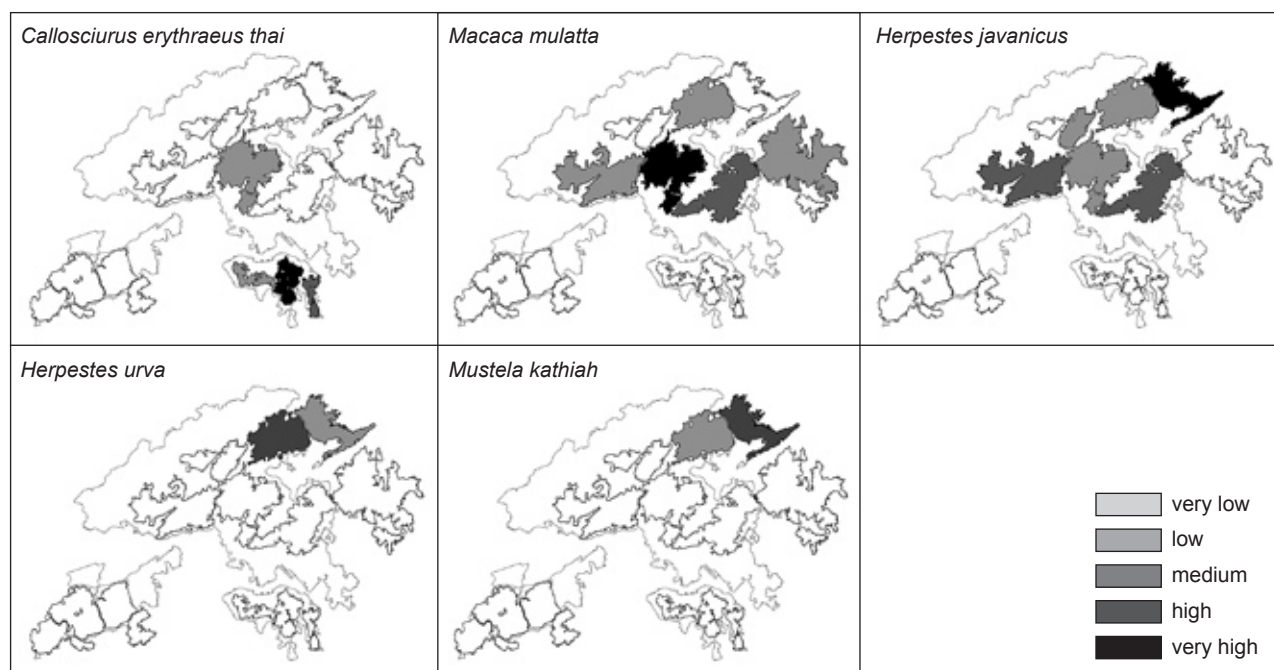 Callosciurus erythraeus thai
Macaca mulatta
Herpestes javanicus
Herpestes urva
Mustela kathiah
very low
low
medium
high
very high